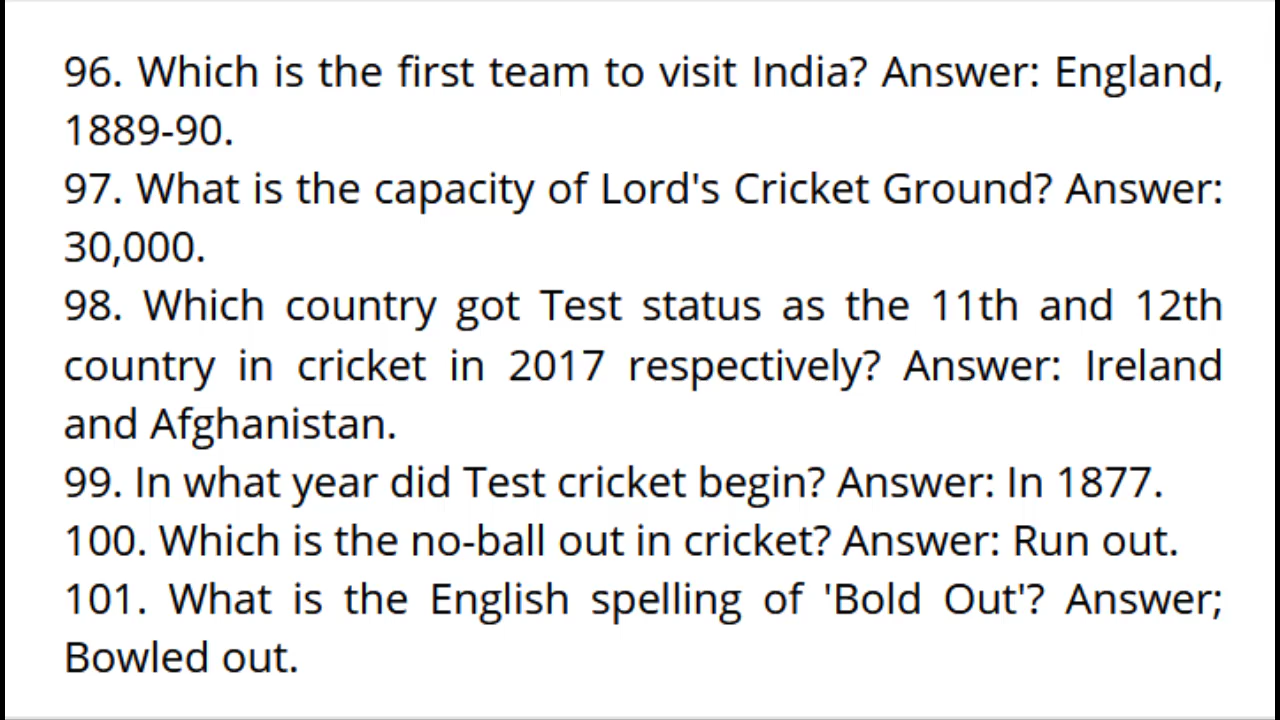 96. Which is the first team to visit India? Answer: England,
1889-90.
97. What is the capacity of Lord's Cricket Ground? Answer:
30,000.
98. Which country got Test status as the 11th and 12th
country in cricket in 2017 respectively? Answer: Ireland
and Afghanistan.
99. In what year did Test cricket begin? Answer: In 1877.
100. Which is the no-ball out in cricket? Answer: Run out.
101. What is the English spelling of 'Bold Out'? Answer;
Bowled out.